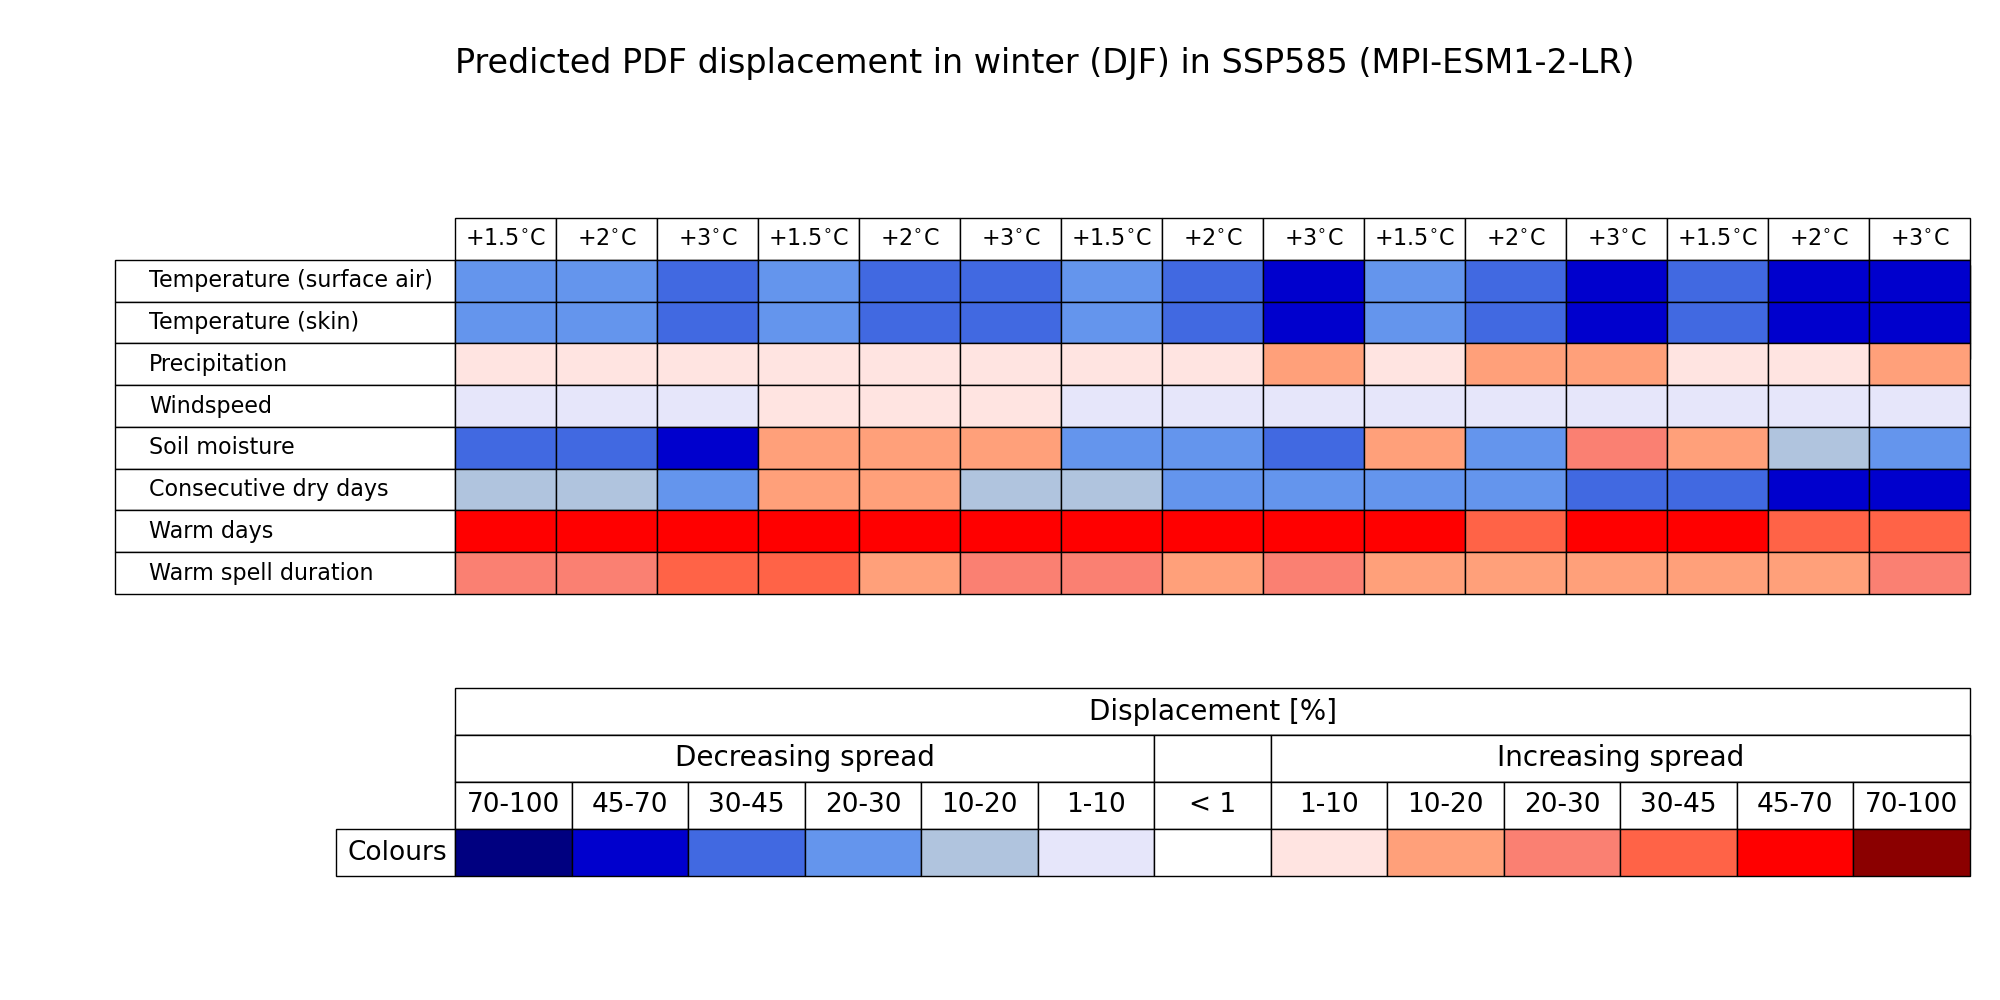 Predicted PDF displacement in winter (DJF) in SSP585 (MPI-ESM1-2-LR)
+1.5°C +2°C +3°C +1.5°C +2°C +3°C +1.5°C +2°C +3°C +1.5°C +2°C +3°C +1.5°C +2°C +3°C
Temperature (surface air)
Temperature (skin)
Precipitation
Windspeed
Soil moisture
Consecutive dry days
Warm days
Warm spell duration
Displacement [%]
Decreasing spread Increasing spread
70-100 45-70 30-45 20-30 10-20 1-10 < 1 1-10 10-20 20-30 30-45 45-70 70-100
Colours